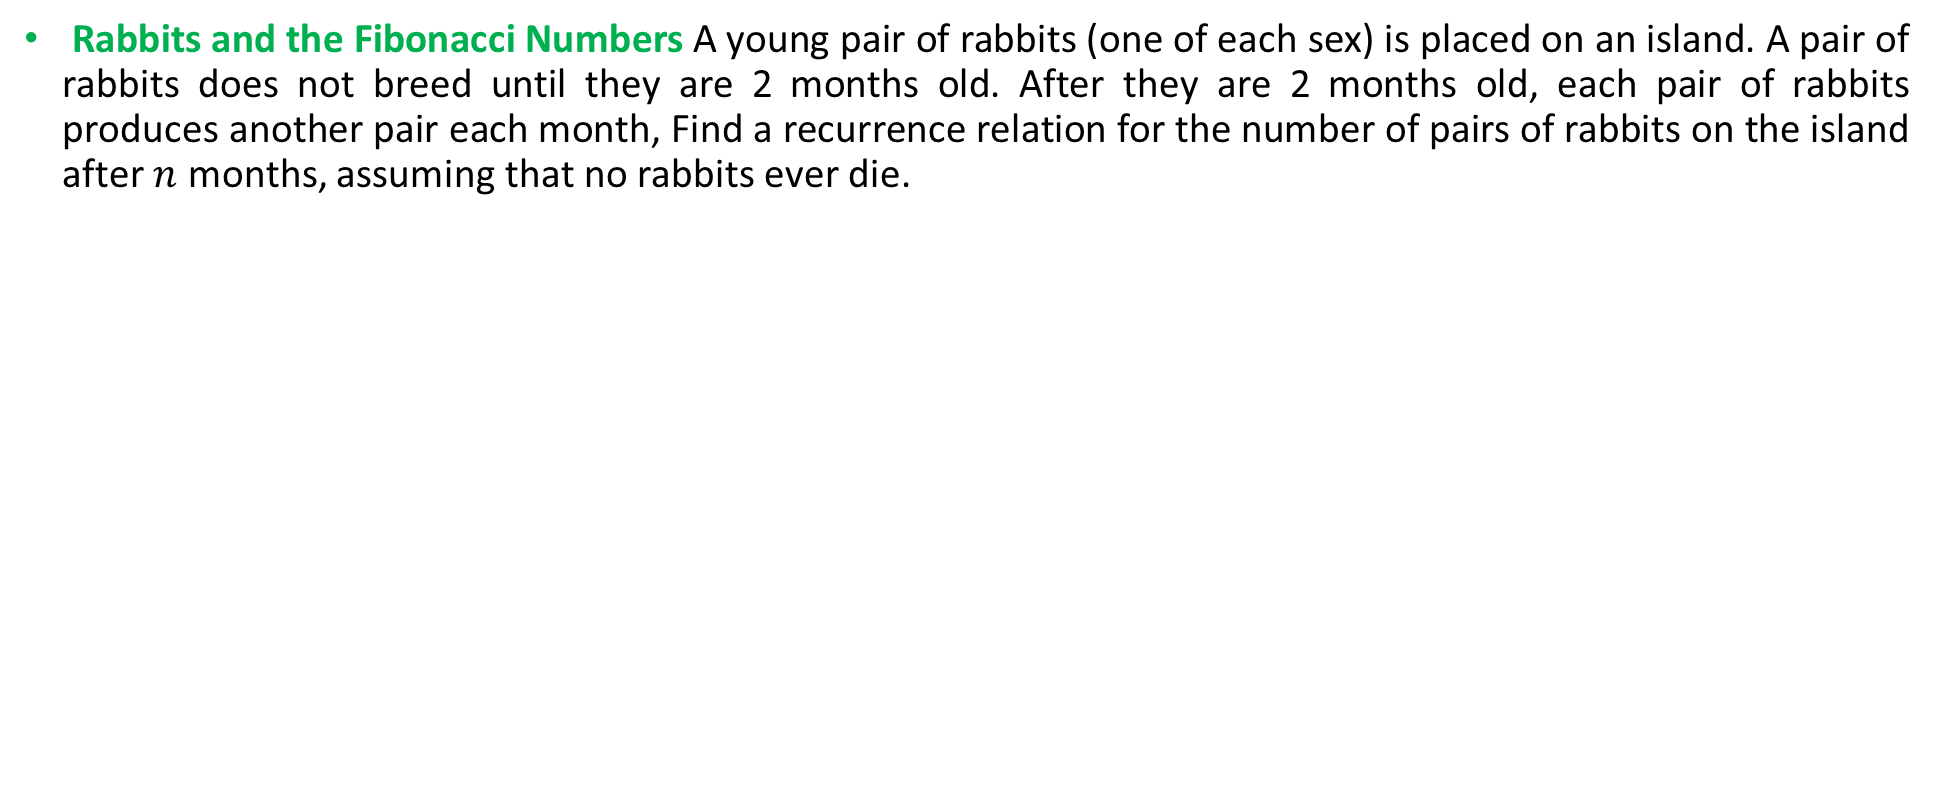 • Rabbits and the Fibonacci Numbers A young pair of rabbits (one of each sex) is placed on an island. A pair of
rabbits does not breed until they are 2 months old. After they are 2 months old, each pair of rabbits
produces another pair each month, Find a recurrence relation for the number of pairs of rabbits on the island
after 𝑛 months, assuming that no rabbits ever die.